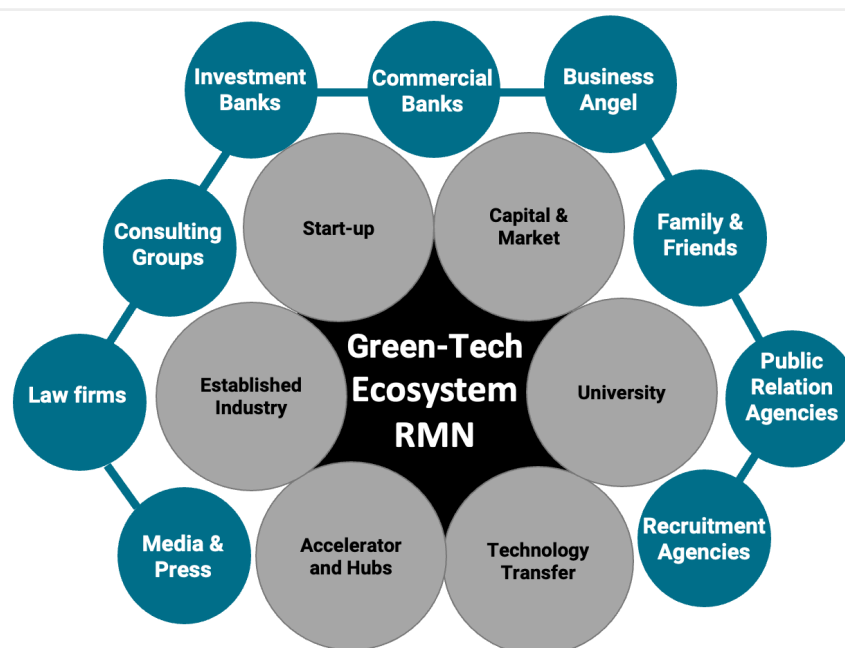 Investment
Banks
Commercial
Banks
Business
Angel
Consulting
Groups
Start-up
Capital &
Market
Family &
Friends
Law firms
Established
Industry
Green-Tech
Ecosystem
RMN
University
Public
Relation
Agencies
Media &
Press
Accelerator
and Hubs
Technology
Transfer
Recruitment
Agencies